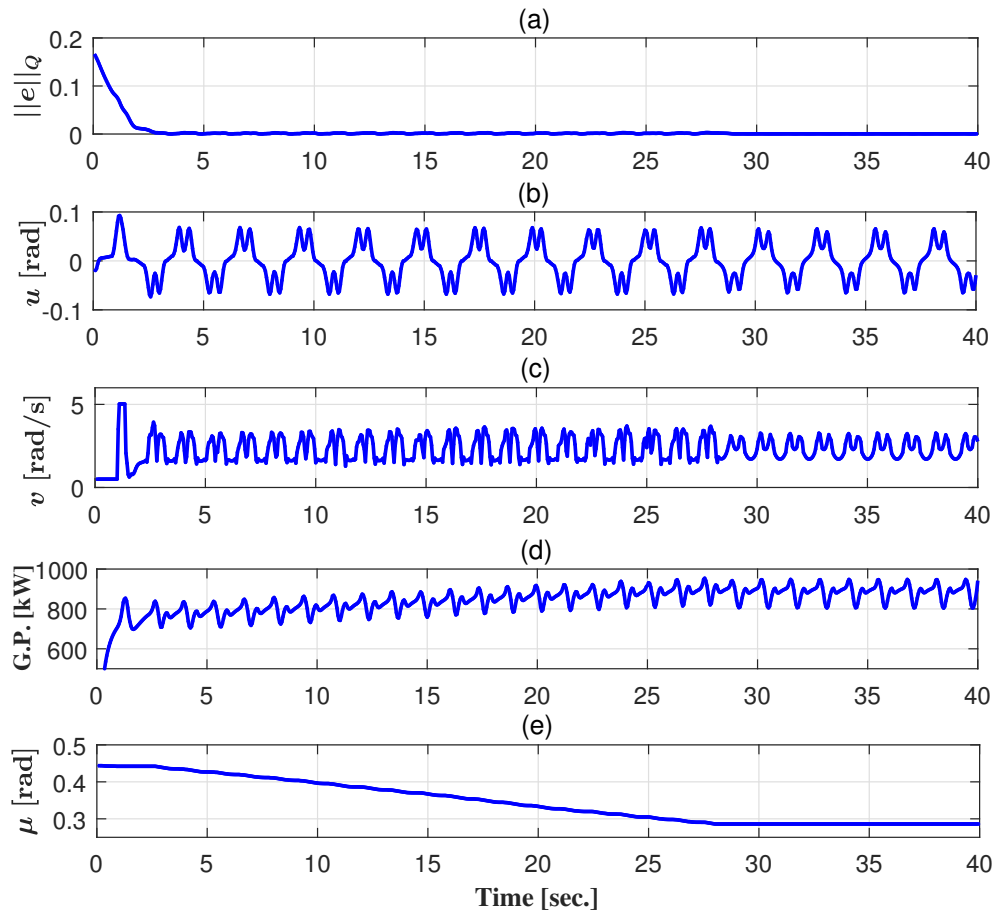 (a)
||e||Q
0.2
0.1
0
0 5 10 15 20 25 30 35 40
(b)
u [rad]
0.1
0
-0.1
0 5 10 15 20 25 30 35 40
(c)
v [rad/s]
5
0
0 5 10 15 20 25 30 35 40
(d)
G.P. [kW]
1000
800
600
0 5 10 15 20 25 30 35 40
(e)
μ [rad]
0.5
0.4
0.3
0 5 10 15 20 25 30 35 40
Time [sec.]